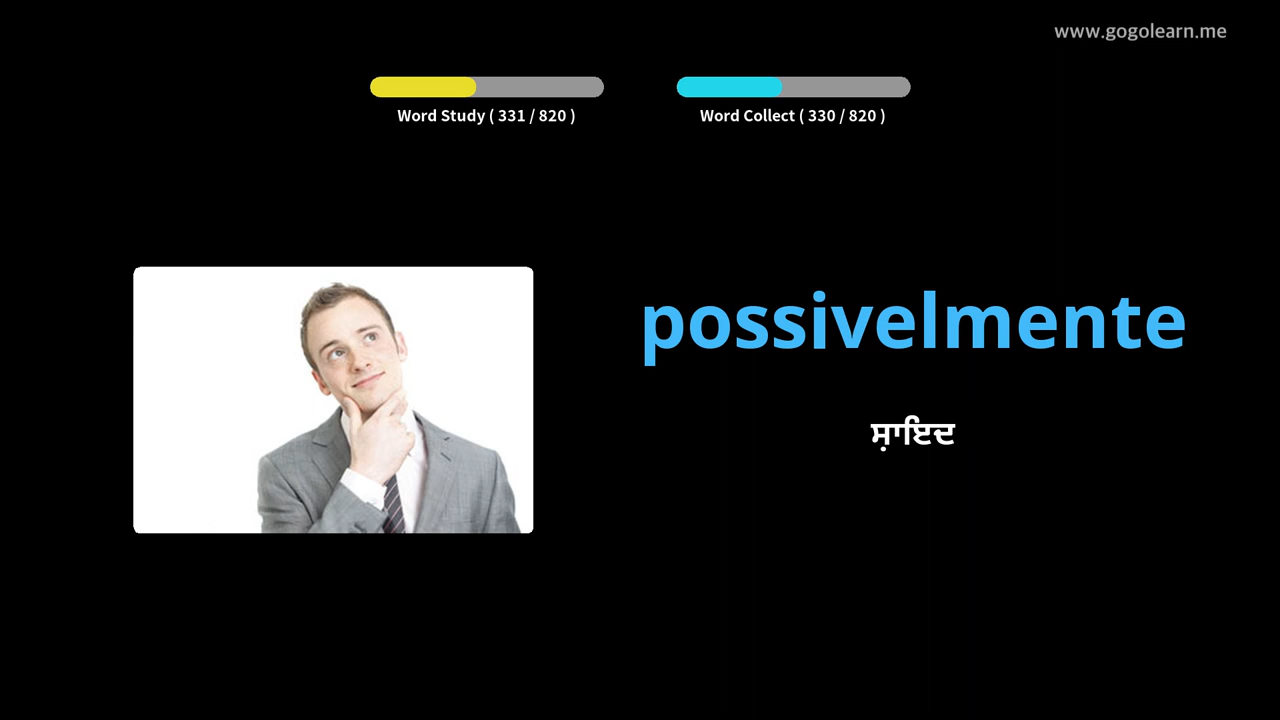 www.gogolearn.me
Word Study ( 331 / 820 )
Word Collect ( 330 / 820 )
possivelmente
ਸ਼ਾਇਦ